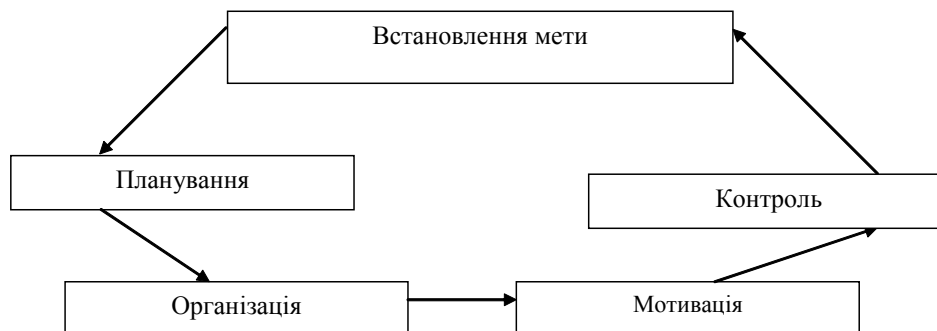 Встановлення мети
Планування
Контроль
Організація
Мотивація